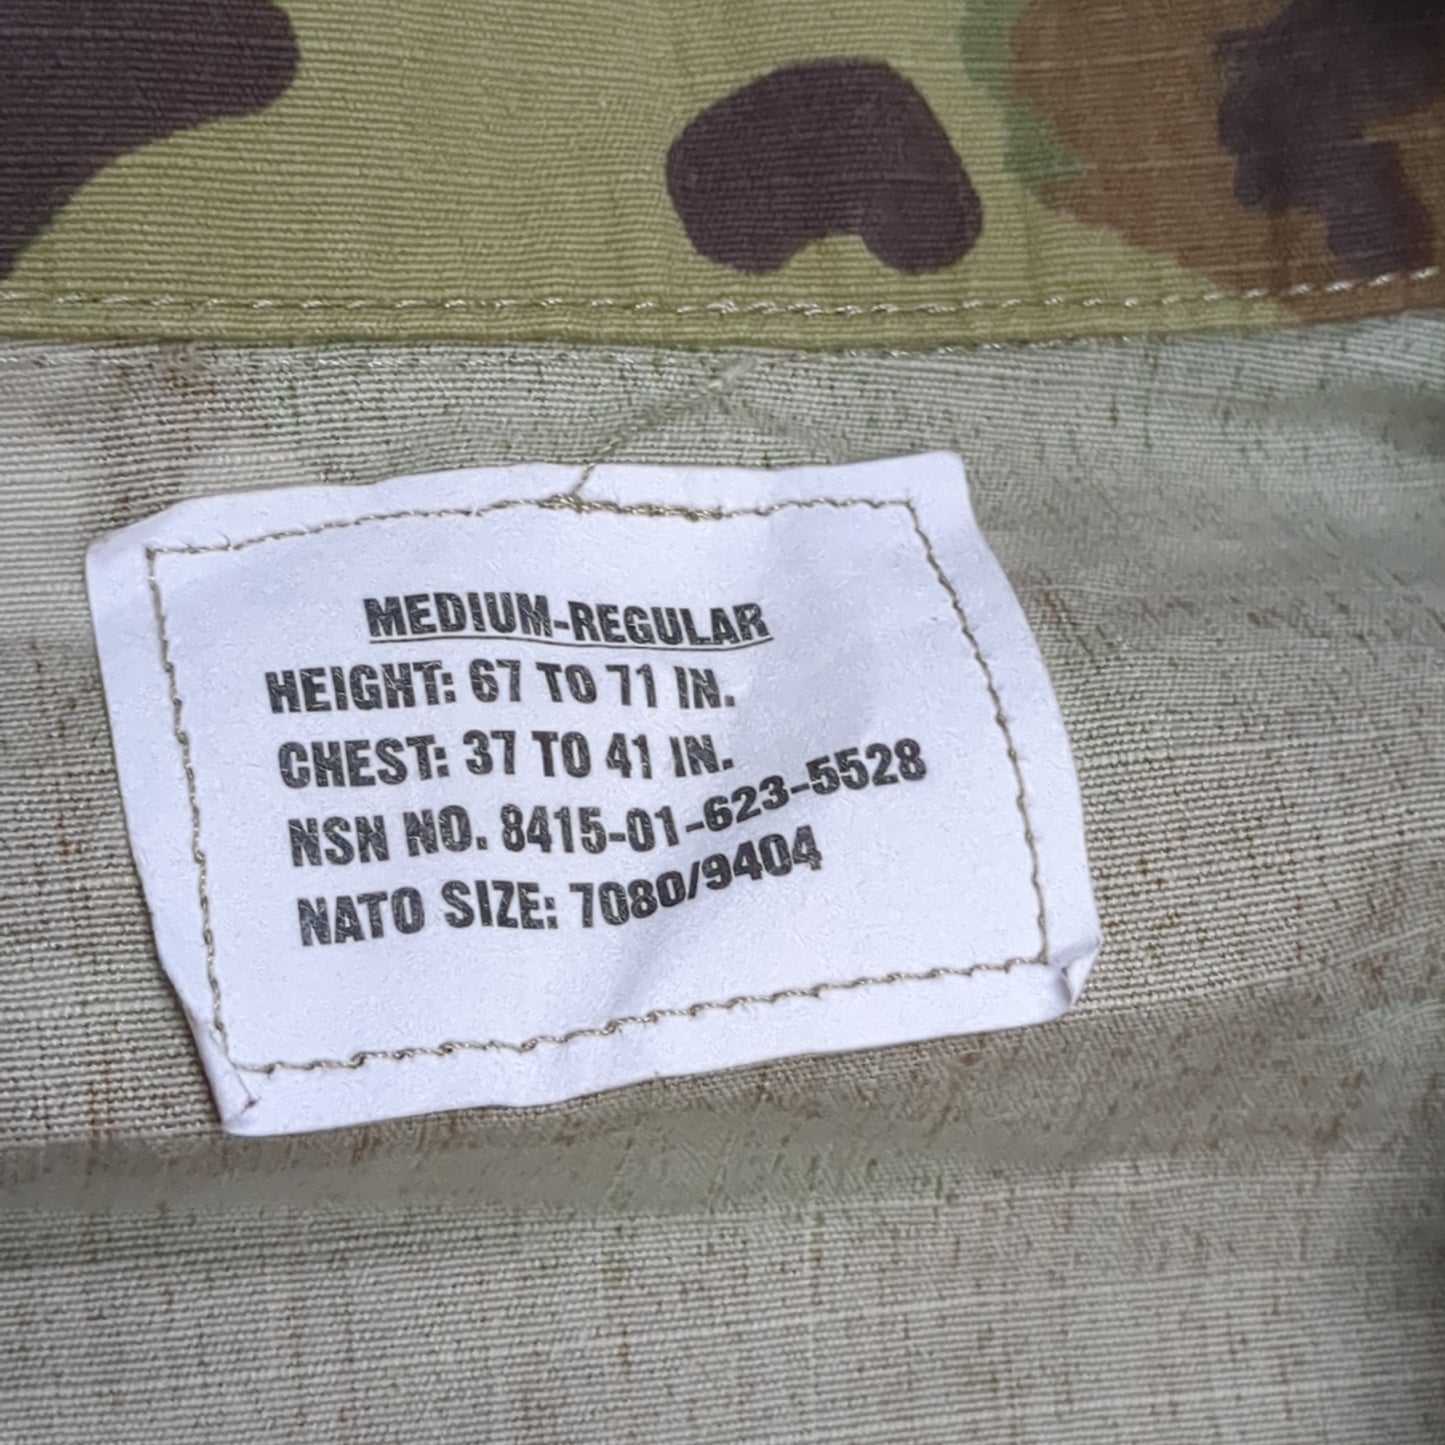 MEDIUM-REGULAR
HEIGHT: 67 TO 71 IN.
CHEST: 37 TO 41 IN.
NSN NO. 8415-01-623-5528
NATO SIZE: 7080/9404